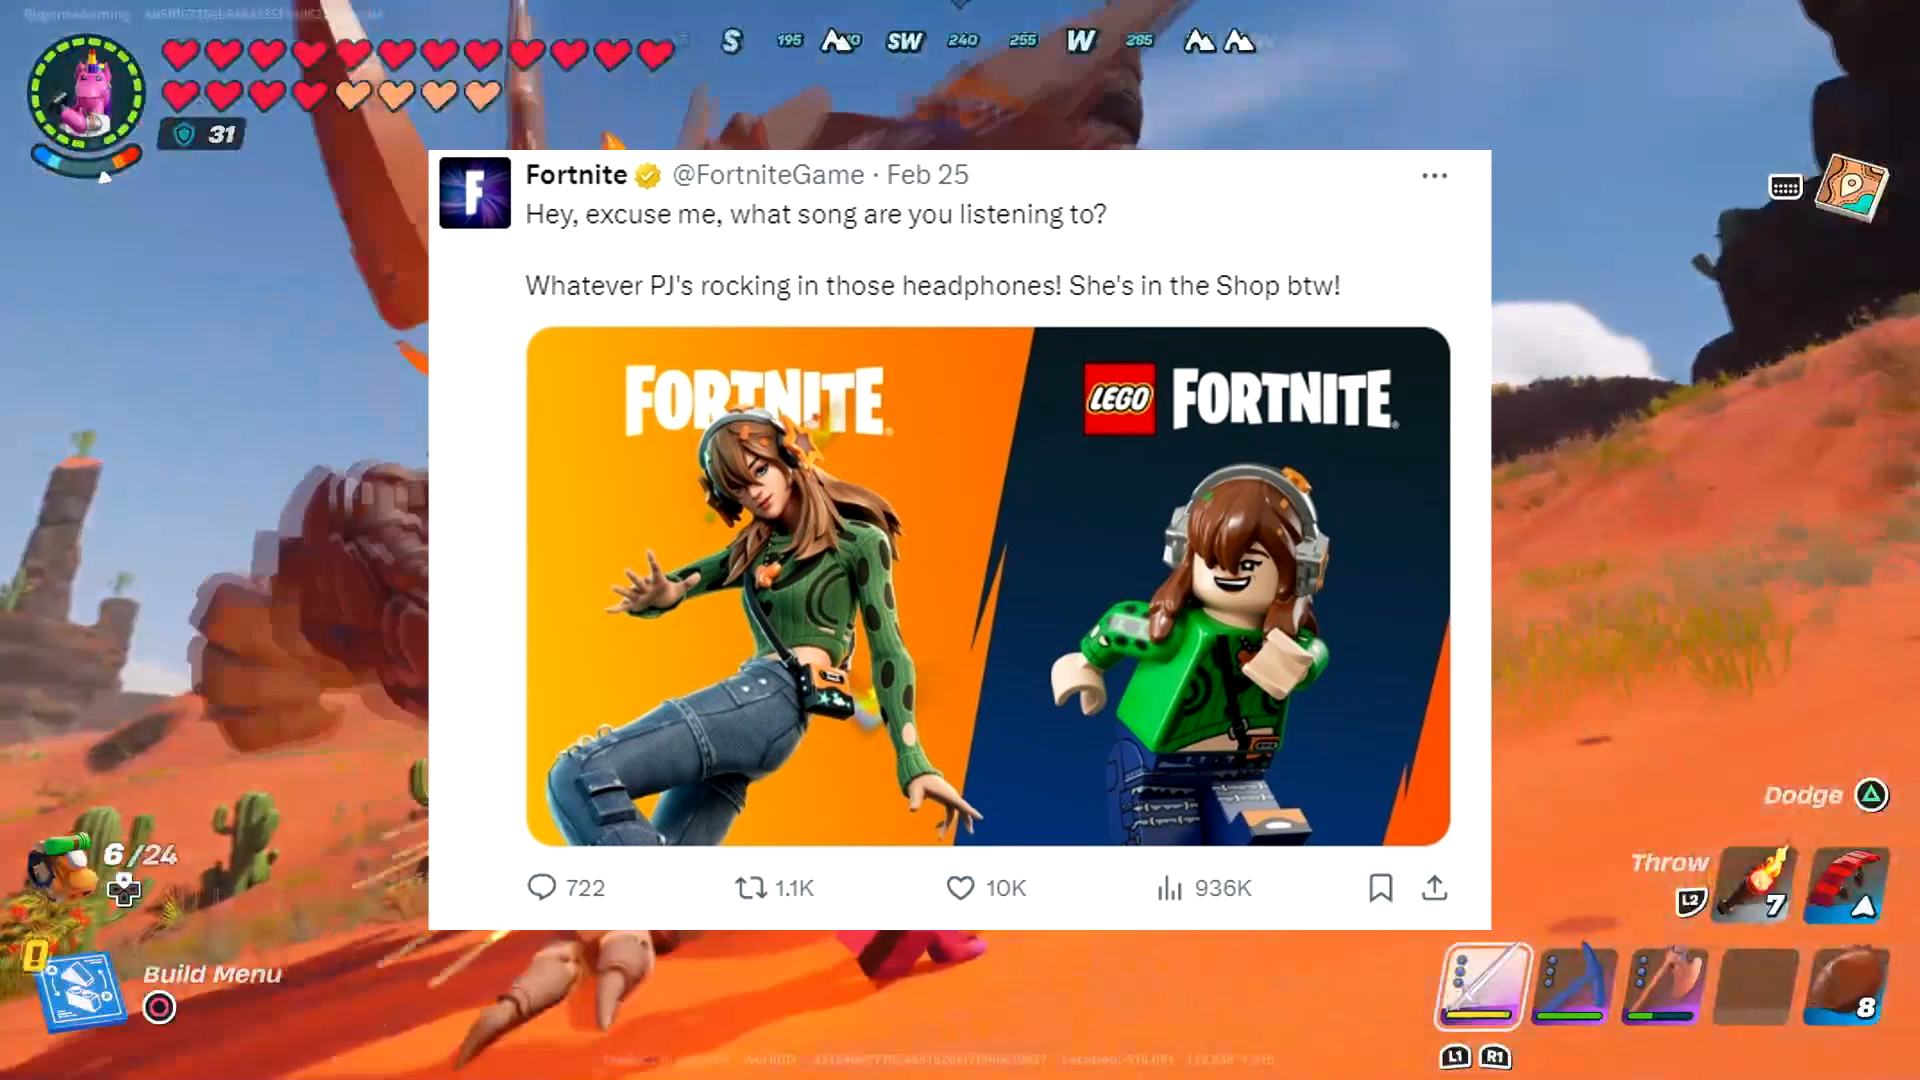 S 195 SW 240 255 W 285
31
Fortnite @FortniteGame · Feb 25
Hey, excuse me, what song are you listening to?
Whatever PJ's rocking in those headphones! She's in the Shop btw!
FORTNITE
LEGO FORTNITE
722 1.1K 10K 936K
Dodge
6/24
Throw
L2
7
Build Menu
8
L1 R1